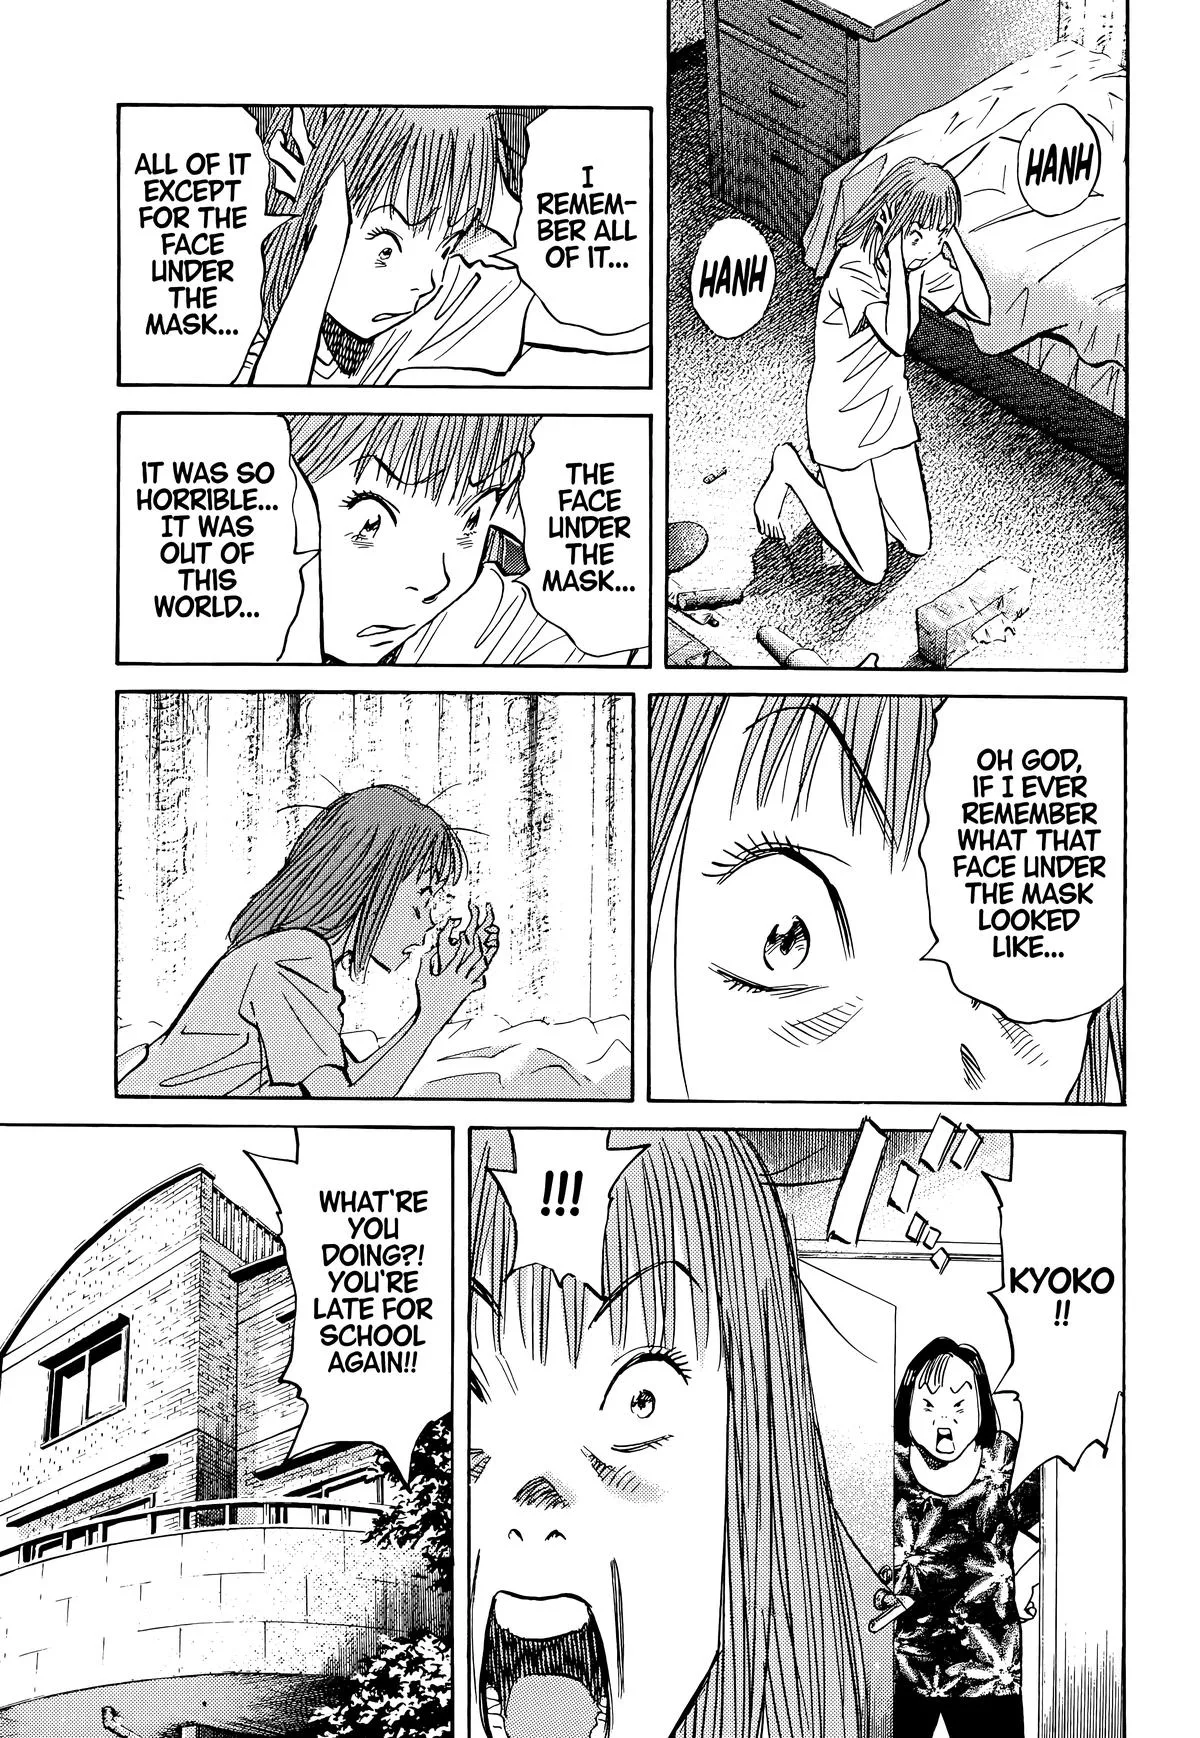 HANH
HANH
I
REMEM-
BER ALL
OF IT...
ALL OF IT
EXCEPT
FOR THE
FACE
UNDER
THE
MASK...
THE
FACE
UNDER
THE
MASK...
IT WAS SO
HORRIBLE...
IT WAS
OUT OF
THIS
WORLD...
OH GOD,
IF I EVER
REMEMBER
WHAT THAT
FACE UNDER
THE MASK
LOOKED
LIKE...
KYOKO
!!
!!!
WHAT'RE
YOU
DOING?!
YOU'RE
LATE FOR
SCHOOL
AGAIN!!